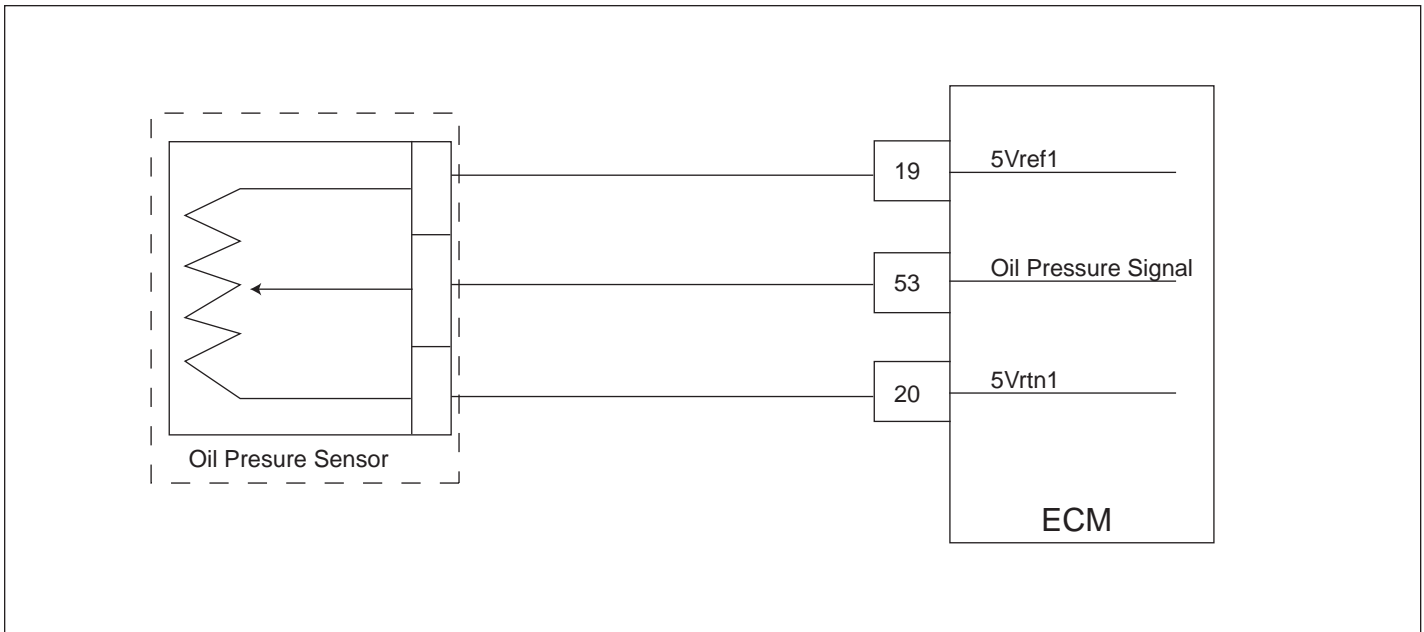 19
5Vref1
53
Oil Pressure Signal
20
5Vrtn1
Oil Presure Sensor
ECM